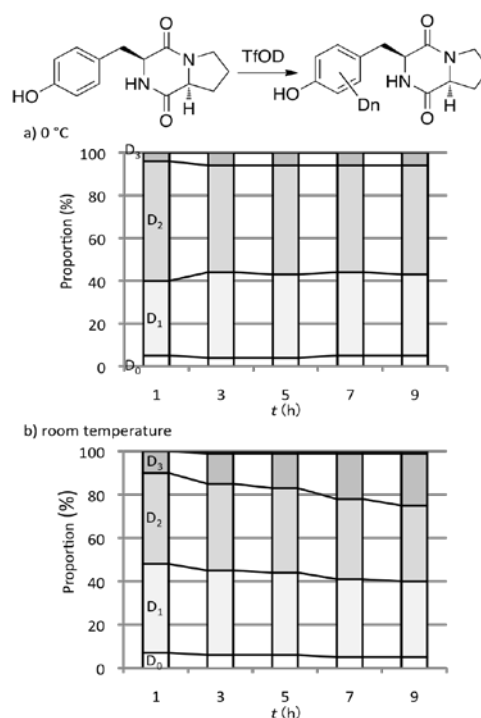 O
TfOD
O
N
N
HO
HN
H
O
HO
Dn
HN
H
O
a) 0 °C
Proportion (%)
100
80
60
40
20
0
D3
D2
D1
D0
1 3 5 7 9
t (h)
b) room temperature
Proportion (%)
100
80
60
40
20
0
D3
D2
D1
D0
1 3 5 7 9
t (h)